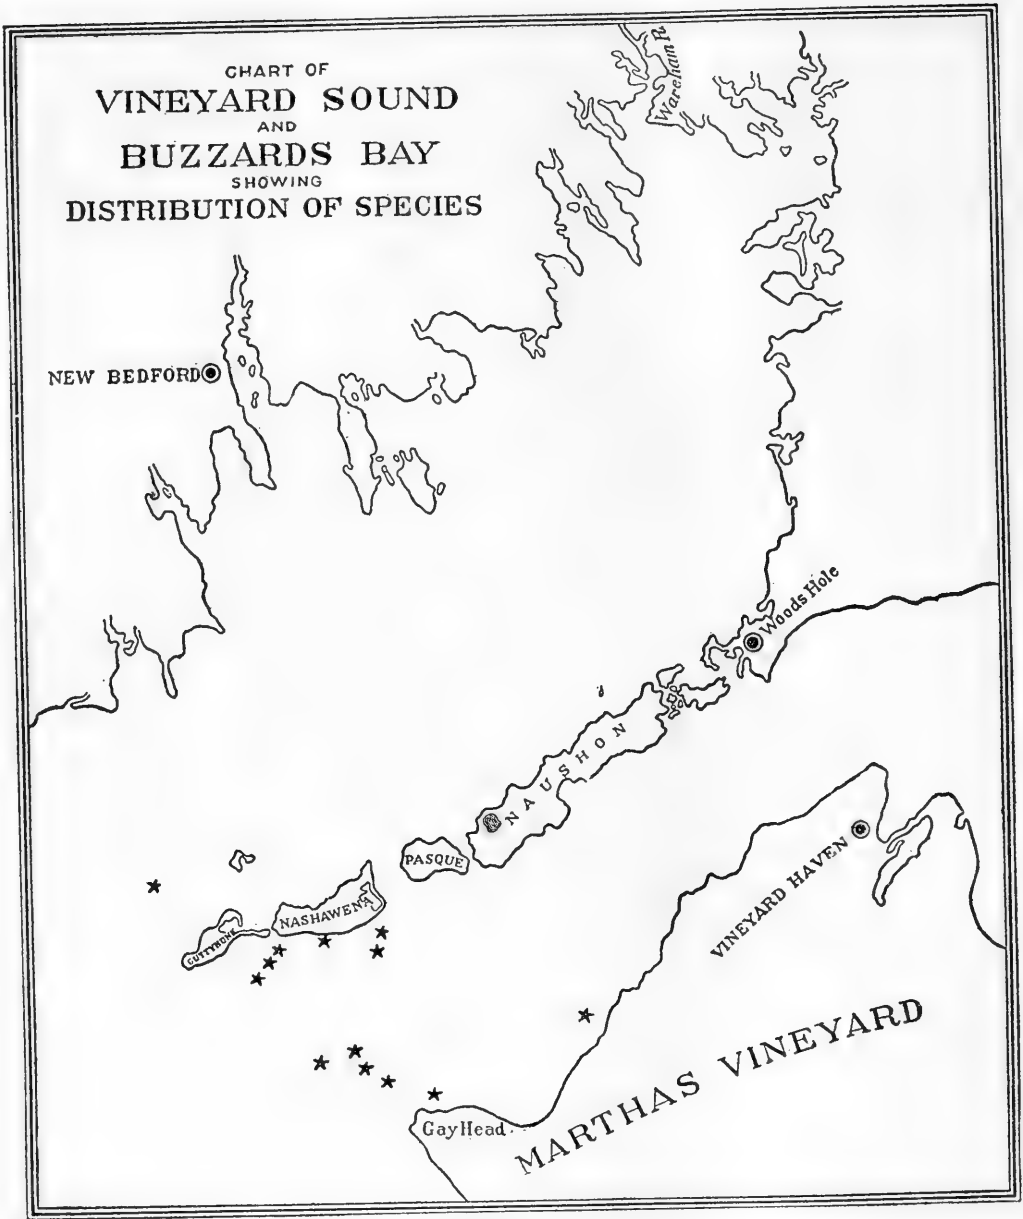 CHART OF
VINEYARD SOUND
AND
BUZZARDS BAY
SHOWING
DISTRIBUTION OF SPECIES
Wareham R.
NEW BEDFORD
Woods Hole
NAUSHON
PASQUE
NASHAWENA
CUTTYHUNK
VINEYARD HAVEN
MARTHAS VINEYARD
Gay Head